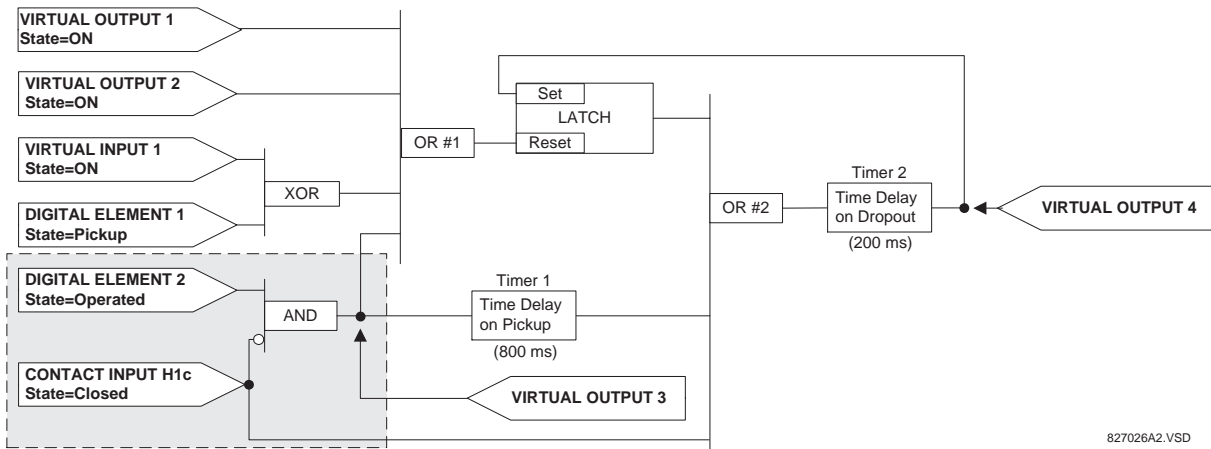 VIRTUAL OUTPUT 1
State=ON
VIRTUAL OUTPUT 2
State=ON
VIRTUAL INPUT 1
State=ON
DIGITAL ELEMENT 1
State=Pickup
DIGITAL ELEMENT 2
State=Operated
CONTACT INPUT H1c
State=Closed
XOR
AND
OR #1
Set
LATCH
Reset
Timer 1
Time Delay
on Pickup
(800 ms)
VIRTUAL OUTPUT 3
OR #2
Timer 2
Time Delay
on Dropout
(200 ms)
VIRTUAL OUTPUT 4
827026A2.VSD